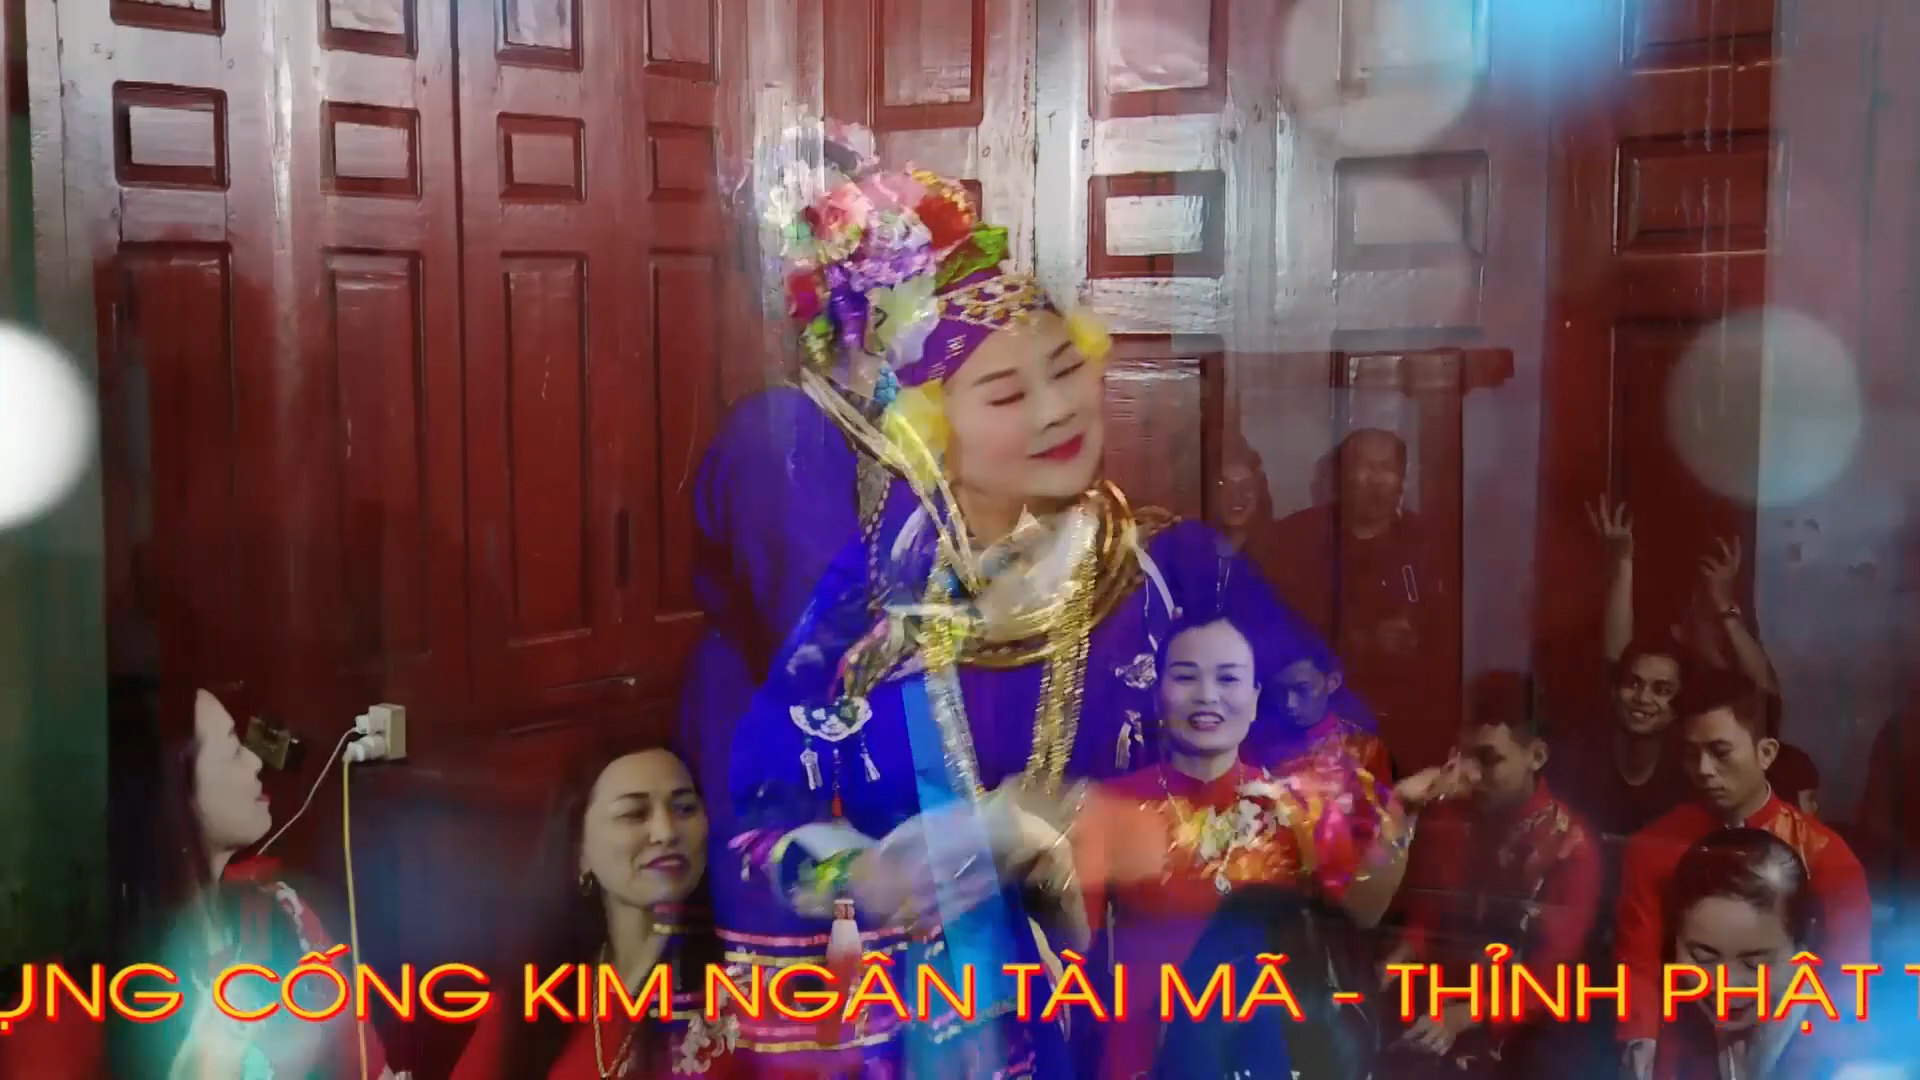 ỤNG CỐNG KIM NGÂN TÀI MÃ - THỈNH PHẬT T